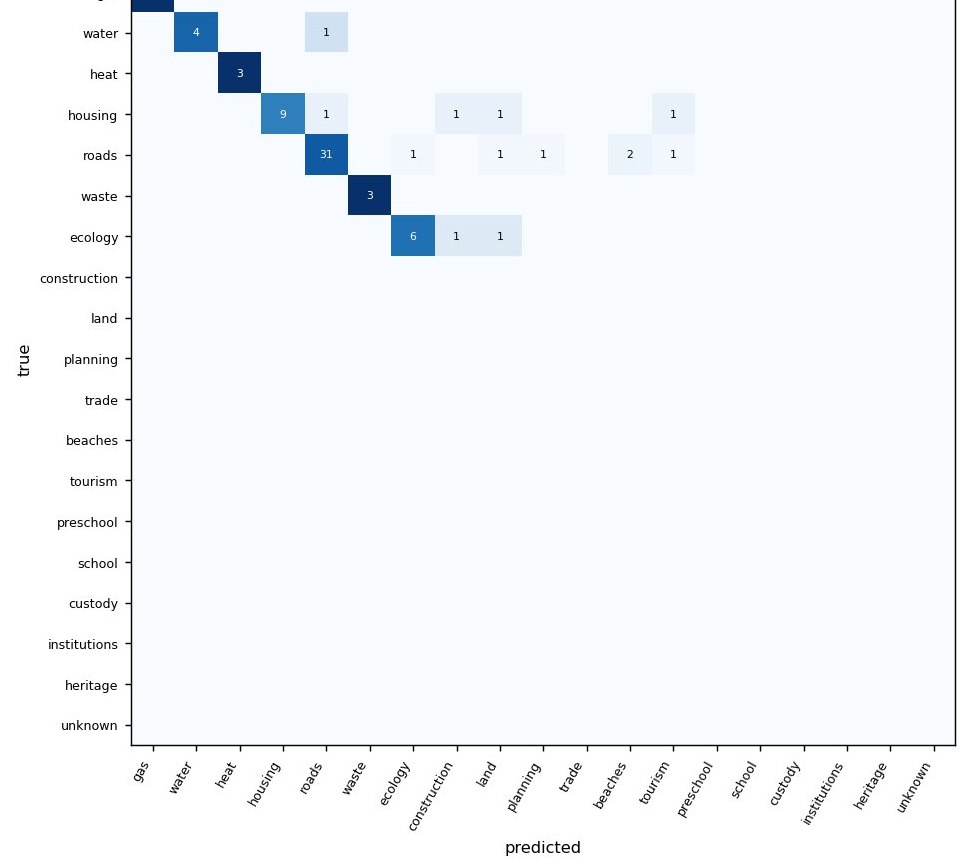 water 4 1
heat 3
housing 9 1 1 1 1
roads 31 1 1 1 2 1
waste 3
ecology 6 1 1
construction
land
planning
trade
beaches
tourism
preschool
school
custody
institutions
heritage
unknown
true
gas water heat housing roads waste ecology construction land planning trade beaches tourism preschool school custody institutions heritage unknown
predicted